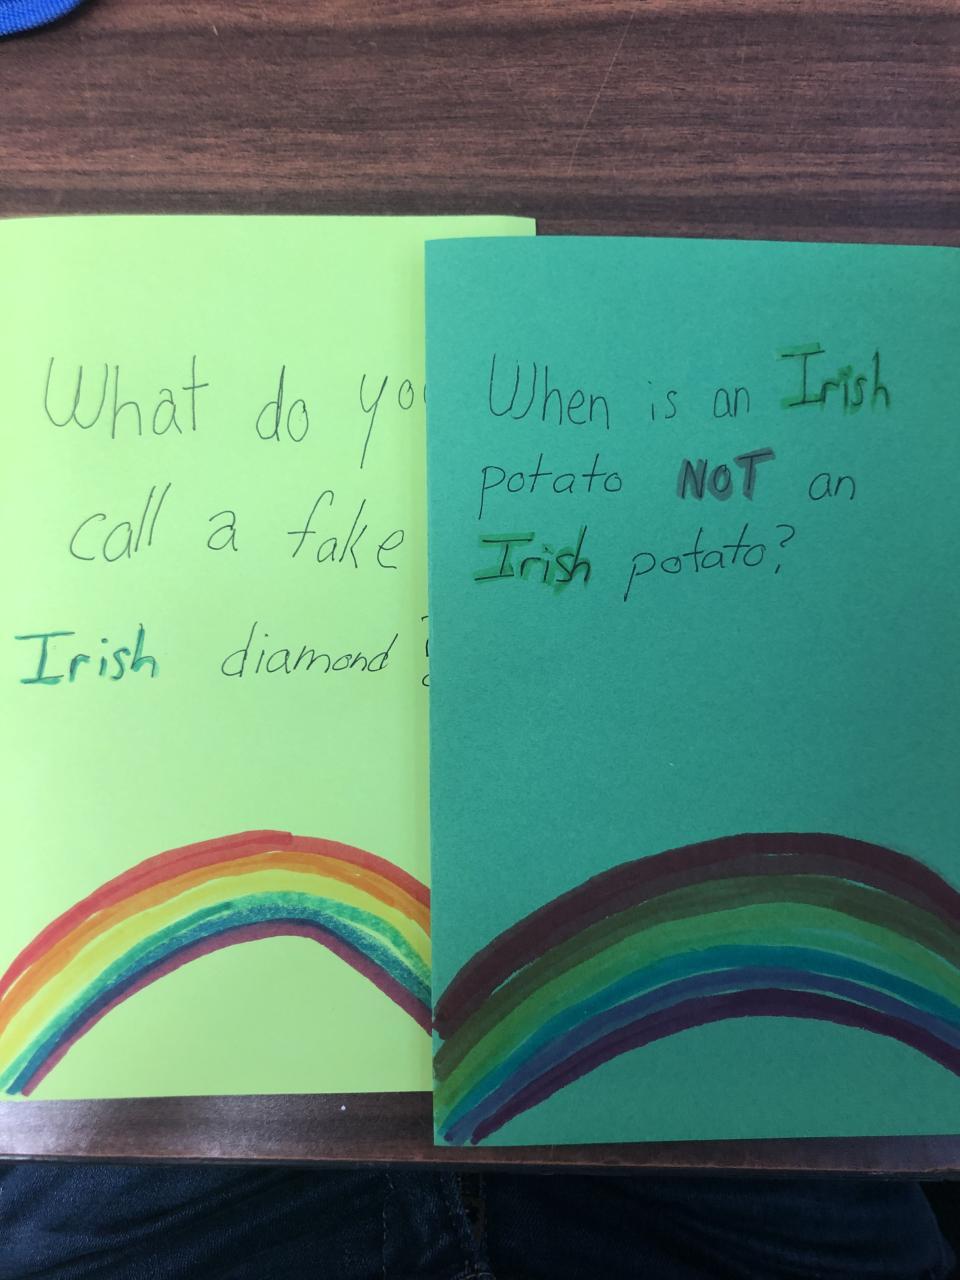 What do yo
call a fake
Irish diamond ?
When is an Irish
potato NOT an
Irish potato?